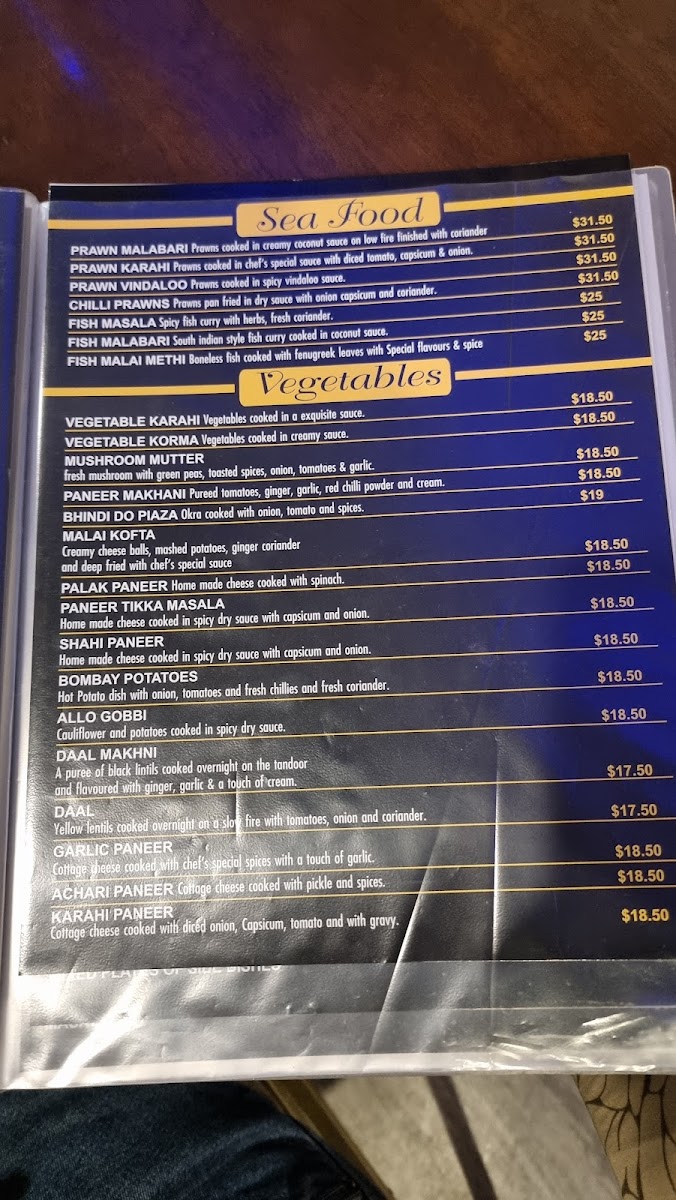 Sea Food
PRAWN MALABARI Prawns cooked in creamy coconut sauce on low fire finished with coriander $31.50
PRAWN KARAHI Prawns cooked in chef's special sauce with diced tomato, capsicum & onion. $31.50
PRAWN VINDALOO Prawns cooked in spicy vindaloo sauce. $31.50
CHILLI PRAWNS Prawns pan fried in dry sauce with onion capsicum and coriander. $31.50
FISH MASALA Spicy fish curry with herbs, fresh coriander. $25
FISH MALABARI South indian style fish curry cooked in coconut sauce. $25
FISH MALAI METHI Boneless fish cooked with fenugreek leaves with Special flavours & spice $25
Vegetables
VEGETABLE KARAHI Vegetables cooked in a exquisite sauce. $18.50
VEGETABLE KORMA Vegetables cooked in creamy sauce. $18.50
MUSHROOM MUTTER
fresh mushroom with green peas, toasted spices, onion, tomatoes & garlic. $18.50
PANEER MAKHANI Pureed tomatoes, ginger, garlic, red chilli powder and cream. $18.50
BHINDI DO PIAZA Okra cooked with onion, tomato and spices. $19
MALAI KOFTA
Creamy cheese balls, mashed potatoes, ginger coriander
and deep fried with chef's special sauce $18.50
PALAK PANEER Home made cheese cooked with spinach. $18.50
PANEER TIKKA MASALA
Home made cheese cooked in spicy dry sauce with capsicum and onion. $18.50
SHAHI PANEER
Home made cheese cooked in spicy dry sauce with capsicum and onion. $18.50
BOMBAY POTATOES
Hot Potato dish with onion, tomatoes and fresh chillies and fresh coriander. $18.50
ALLO GOBBI
Cauliflower and potatoes cooked in spicy dry sauce. $18.50
DAAL MAKHNI
A puree of black lintils cooked overnight on the tandoor
and flavoured with ginger, garlic & a touch of cream. $17.50
DAAL
Yellow lentils cooked overnight on a slow fire with tomatoes, onion and coriander. $17.50
GARLIC PANEER
Cottage cheese cooked with chef's special spices with a touch of garlic. $18.50
ACHARI PANEER Cottage cheese cooked with pickle and spices. $18.50
KARAHI PANEER
Cottage cheese cooked with diced onion, Capsicum, tomato and with gravy. $18.50
PLATES OF SIDE DISHES